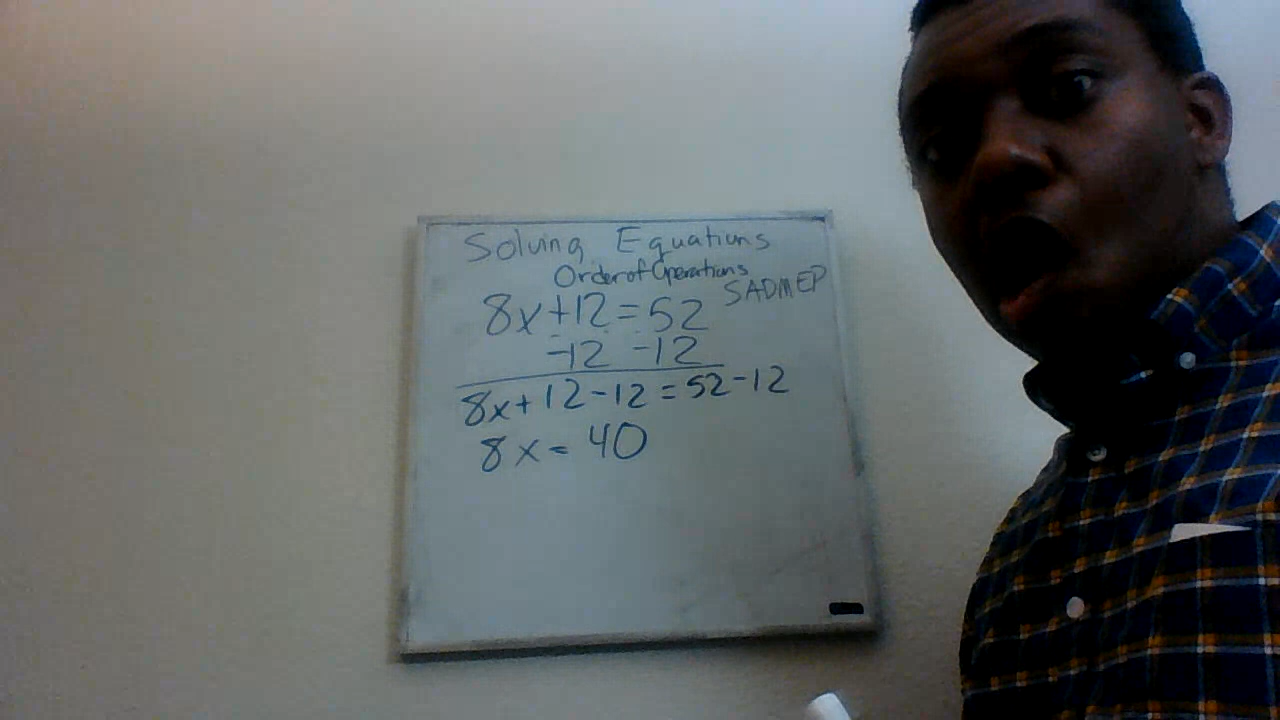 Solving Equations
Order of Operations
SADMEP
8x+12=52
-12 -12
8x+12-12=52-12
8x=40